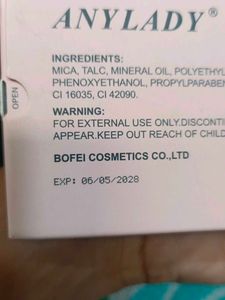 ANYLADY®
OPEN
INGREDIENTS:
MICA, TALC, MINERAL OIL, POLYETHYL
PHENOXYETHANOL, PROPYLPARABE
CI 16035, CI 42090.
WARNING:
FOR EXTERNAL USE ONLY.DISCONTI
APPEAR.KEEP OUT REACH OF CHILD
BOFEI COSMETICS CO.,LTD
EXP: 06/05/2028